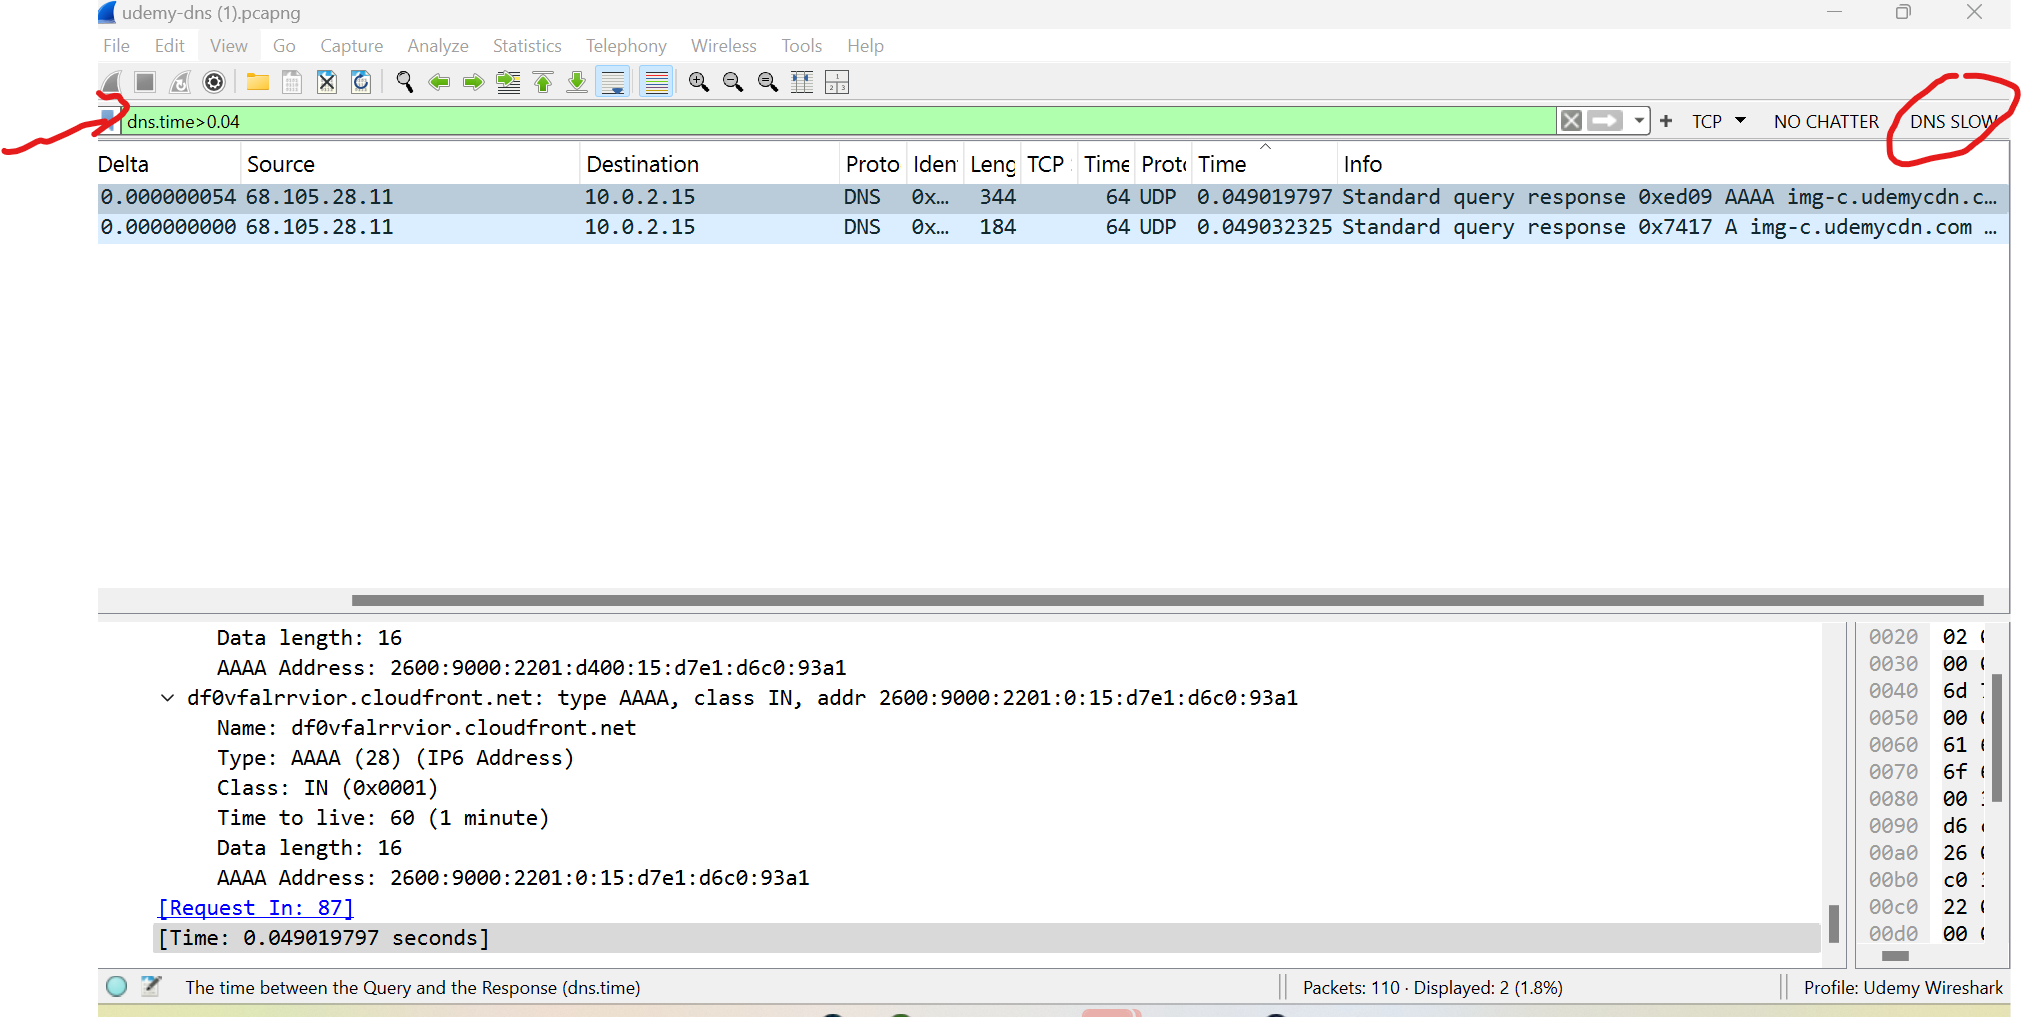 udemy-dns (1).pcapng
File Edit View Go Capture Analyze Statistics Telephony Wireless Tools Help
dns.time>0.04 TCP NO CHATTER DNS SLOW
Delta Source Destination Proto Iden Leng TCP Time Proto Time Info
0.000000054 68.105.28.11 10.0.2.15 DNS 0x… 344 64 UDP 0.049019797 Standard query response 0xed09 AAAA img-c.udemycdn.c…
0.000000000 68.105.28.11 10.0.2.15 DNS 0x… 184 64 UDP 0.049032325 Standard query response 0x7417 A img-c.udemycdn.com …
Data length: 16
AAAA Address: 2600:9000:2201:d400:15:d7e1:d6c0:93a1
df0vfalrrvior.cloudfront.net: type AAAA, class IN, addr 2600:9000:2201:0:15:d7e1:d6c0:93a1
Name: df0vfalrrvior.cloudfront.net
Type: AAAA (28) (IP6 Address)
Class: IN (0x0001)
Time to live: 60 (1 minute)
Data length: 16
AAAA Address: 2600:9000:2201:0:15:d7e1:d6c0:93a1
[Request In: 87]
[Time: 0.049019797 seconds]
0020 02
0030 00
0040 6d
0050 00
0060 61
0070 6f
0080 00
0090 d6
00a0 26
00b0 c0
00c0 22
00d0 00
The time between the Query and the Response (dns.time) Packets: 110 · Displayed: 2 (1.8%) Profile: Udemy Wireshark